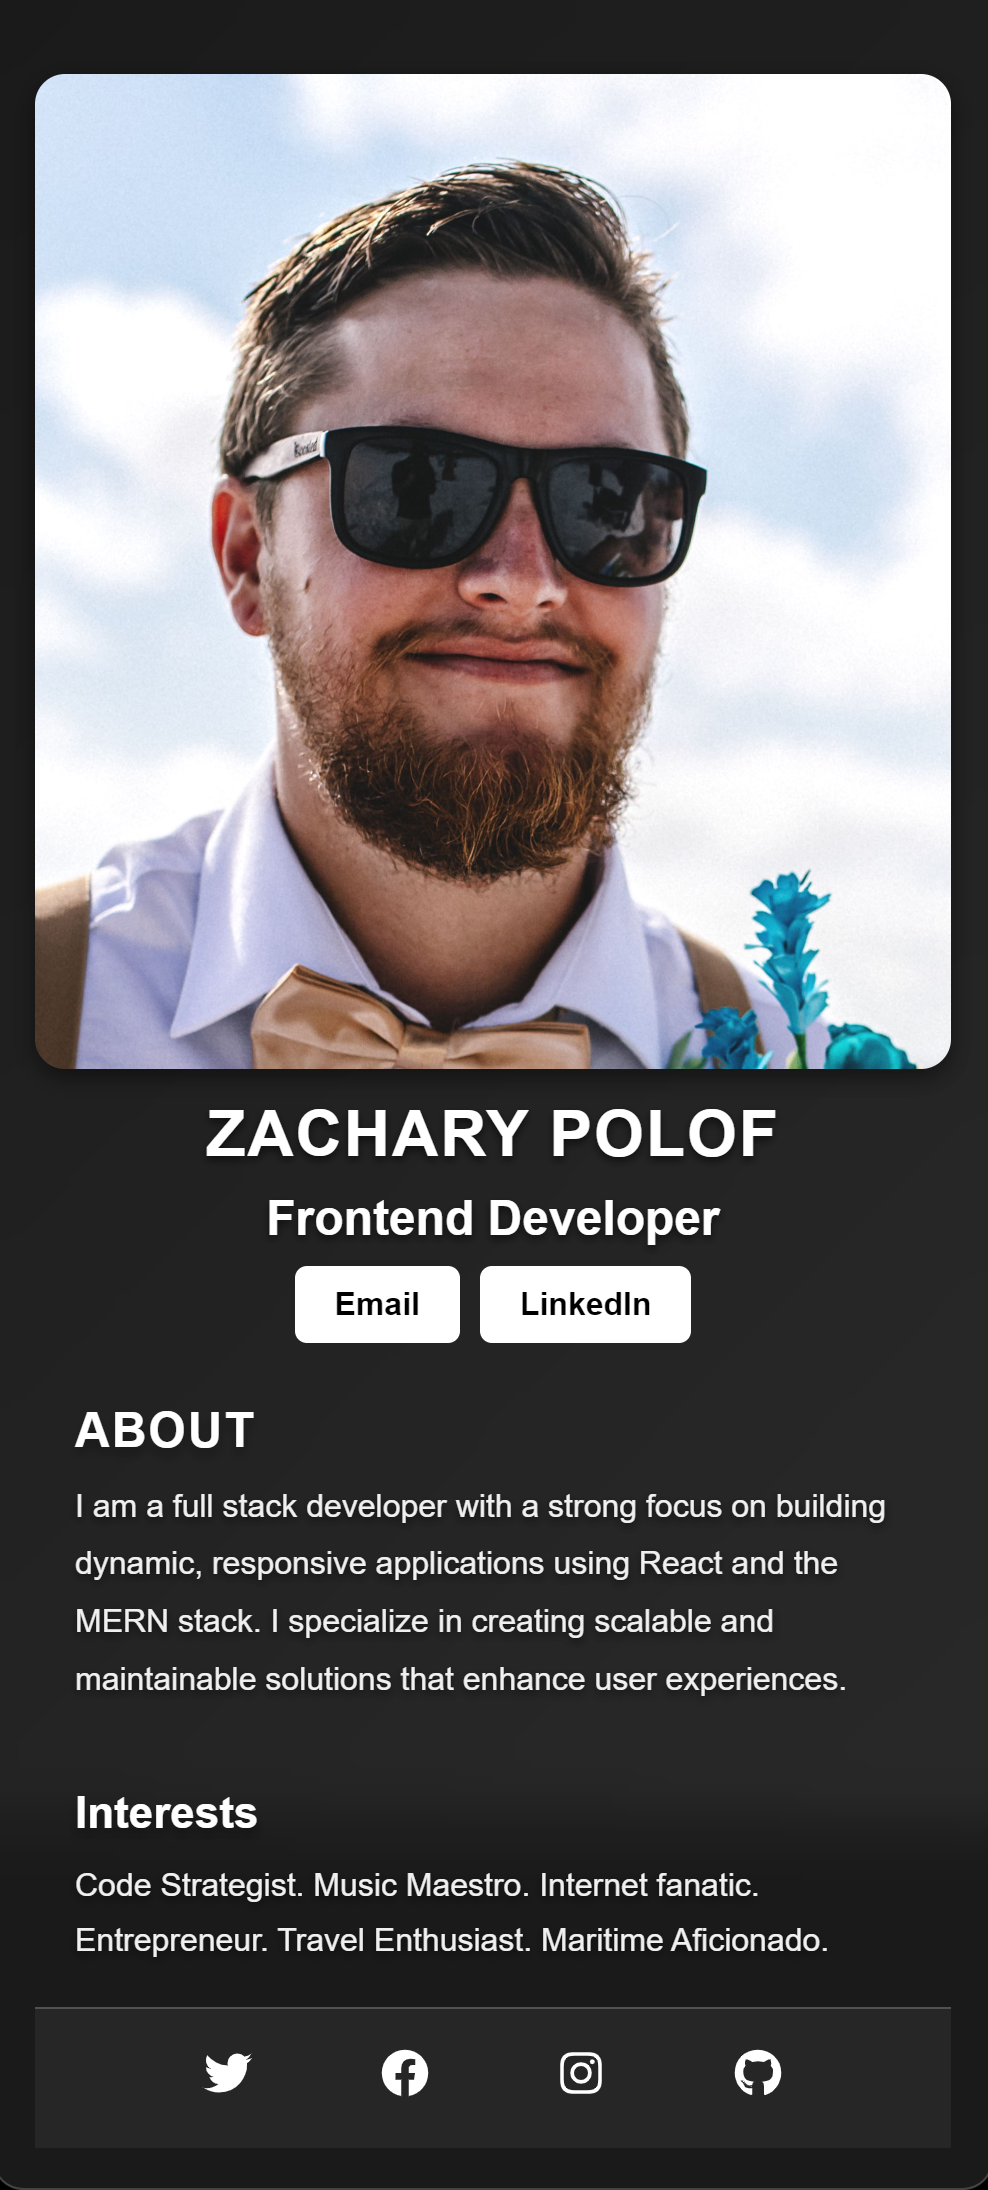 ZACHARY POLOF
Frontend Developer
Email
LinkedIn
ABOUT
I am a full stack developer with a strong focus on building
dynamic, responsive applications using React and the
MERN stack. I specialize in creating scalable and
maintainable solutions that enhance user experiences.
Interests
Code Strategist. Music Maestro. Internet fanatic.
Entrepreneur. Travel Enthusiast. Maritime Aficionado.